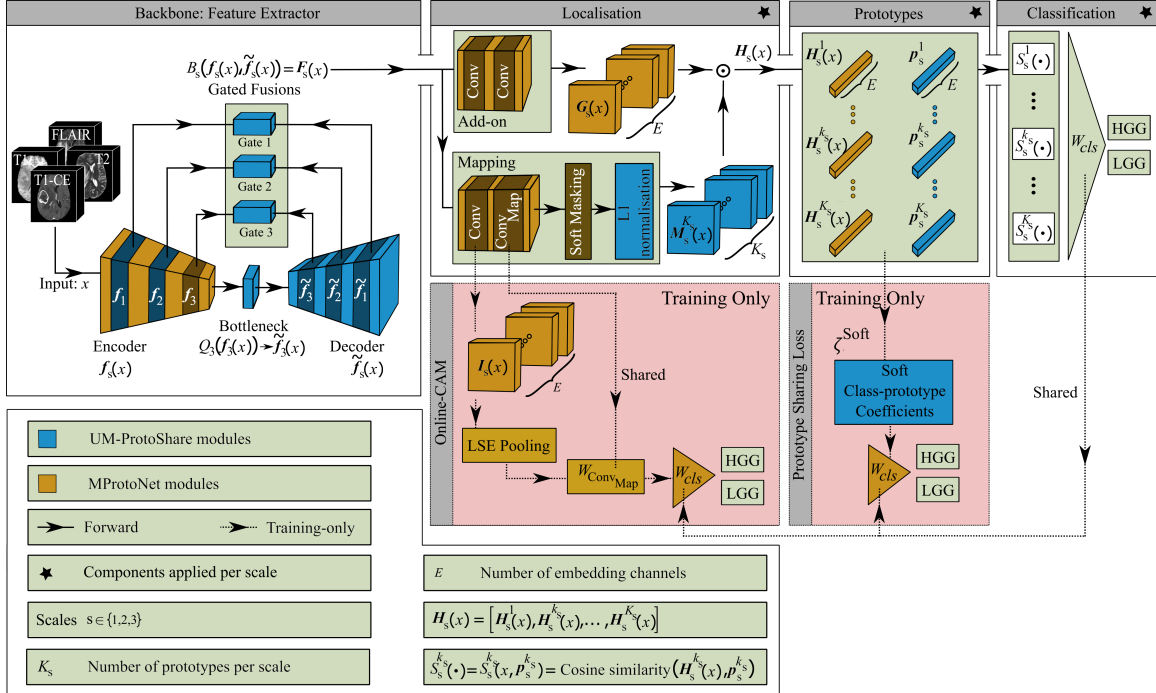 Backbone: Feature Extractor
Localisation
Prototypes
Classification
B_s(f_s(x), f̃_s(x)) = F_s(x)
Gated Fusions
Gate 1
Gate 2
Gate 3
FLAIR
T2
T1-CE
Input: x
f_1
f_2
f_3
f̃_3
f̃_2
f̃_1
Bottleneck
Q_3(f_3(x))→f̃_3(x)
Encoder
f_s(x)
Decoder
f̃_s(x)
Conv
Conv
Add-on
G_s(x)
E
H_s(x)
Mapping
Conv
Conv
Map
Soft Masking
L1
normalisation
M_s^{K_s}(x)
K_s
H_s^1(x)
p_s^1
E
E
H_s^{k_s}(x)
p_s^{k_s}
H_s^{K_s}(x)
p_s^{K_s}
S_s^1(•)
S_s^{k_s}(•)
S_s^{K_s}(•)
W_cls
HGG
LGG
Online-CAM
Training Only
I_s(x)
E
Shared
LSE Pooling
W_{Conv_Map}
W_cls
HGG
LGG
Prototype Sharing Loss
Training Only
ζ^Soft
Soft
Class-prototype
Coefficients
W_cls
HGG
LGG
Shared
UM-ProtoShare modules
MProtoNet modules
Forward
Training-only
Components applied per scale
Scales s∈{1,2,3}
K_s Number of prototypes per scale
E Number of embedding channels
H_s(x) = [H_s^1(x), H_s^{k_s}(x), ..., H_s^{K_s}(x)]
S_s^{k_s}(•) = S_s^{k_s}(x, p_s^{k_s}) = Cosine similarity(H_s^{k_s}(x), p_s^{k_s})